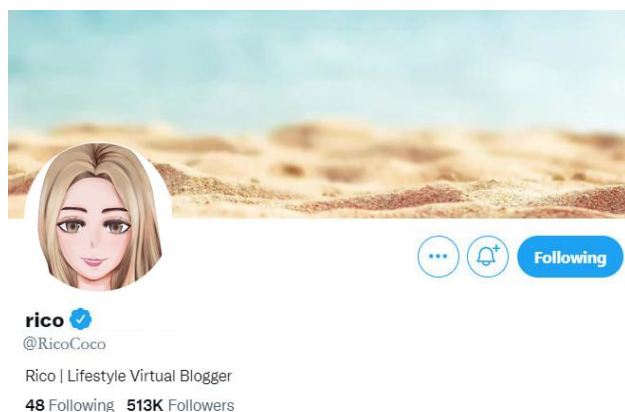 Following
rico
@RicoCoco
Rico | Lifestyle Virtual Blogger
48 Following 513K Followers